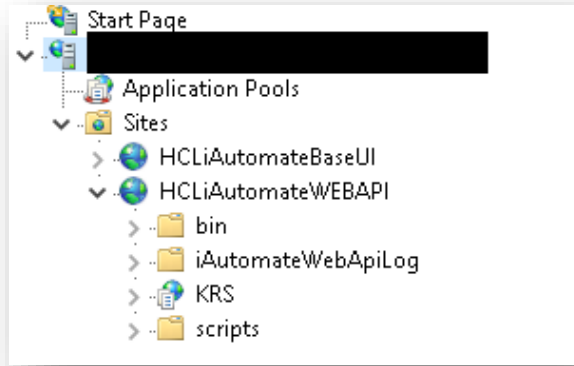 Start Page
Application Pools
Sites
HCLiAutomateBaseUI
HCLiAutomateWEBAPI
bin
iAutomateWebApiLog
KRS
scripts